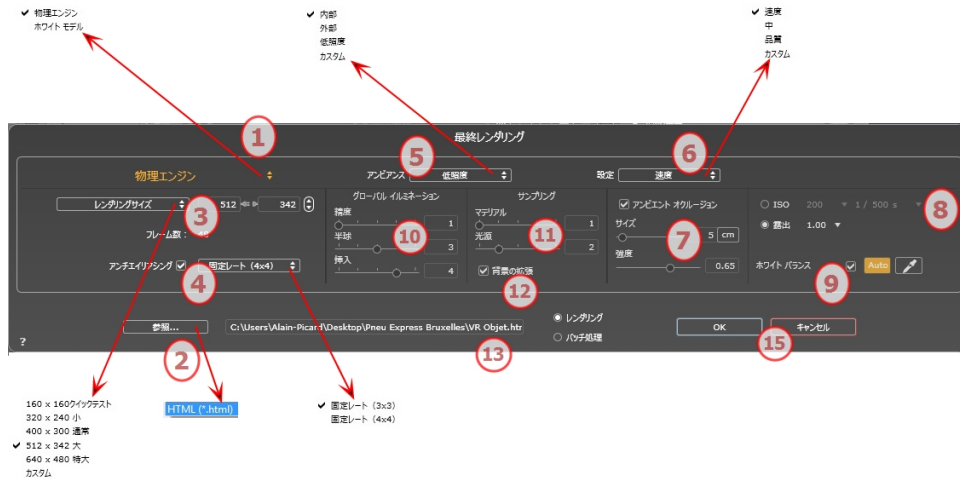 ✔ 物理エンジン
ホワイト モデル
✔ 内部
外部
低照度
カスタム
✔ 速度
中
品質
カスタム
最終レンダリング
1
物理エンジン
5
アンビアンス 低照度
6
設定 速度
レンダリングサイズ
3
512 342
フレーム数:
アンチエイリアシング 固定レート (4x4)
4
グローバル イルミネーション
精度 1
半球 3
挿入 4
10
サンプリング
マテリアル 1
光源 2
11
背景の拡張
12
アンビエント オクルージョン
サイズ 5 cm
7
強度 0.65
ISO 200 1 / 500 s
8
露出 1.00
ホワイト バランス Auto
9
参照...
2
C:\Users\Alain-Picard\Desktop\Pneu Express Bruxelles\VR Objet.htr
13
レンダリング
バッチ処理
OK キャンセル
15
?
160 x 160クイックテスト
320 x 240 小
400 x 300 通常
✔ 512 x 342 大
640 x 480 特大
カスタム
HTML (*.html)
✔ 固定レート (3x3)
固定レート (4x4)